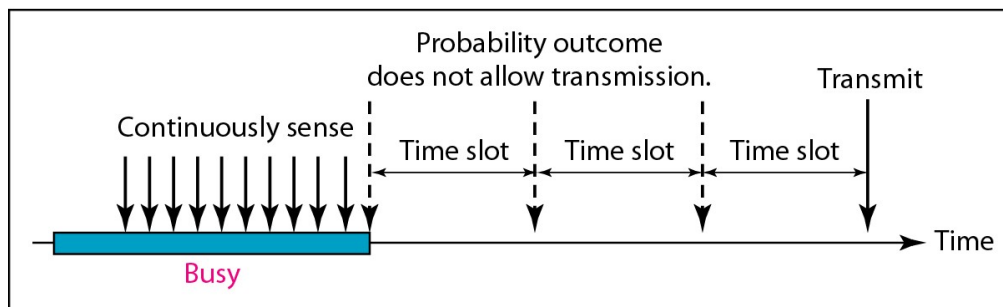 Probability outcome
does not allow transmission.
Transmit
Continuously sense
Time slot
Time slot
Time slot
Time
Busy